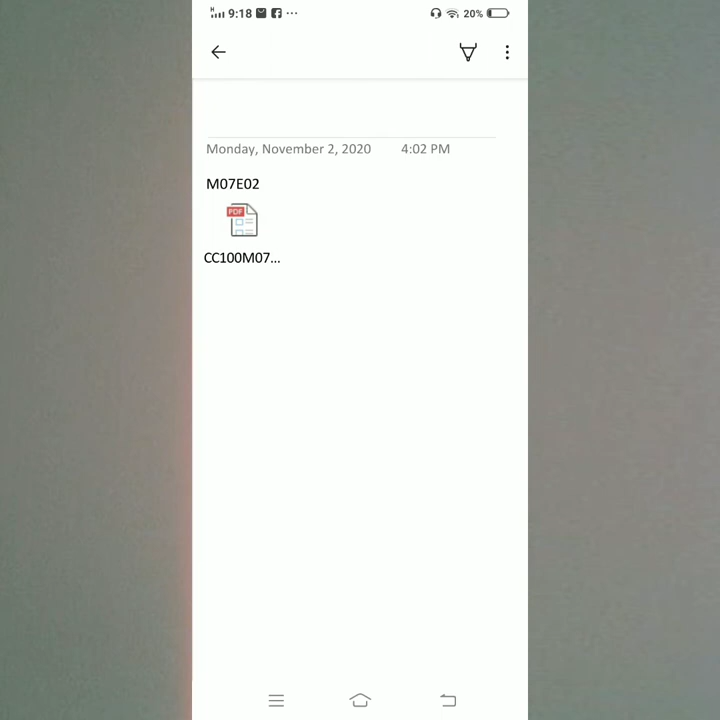 H 9:18 ... 20%
Monday, November 2, 2020 4:02 PM
M07E02
PDF
CC100M07...